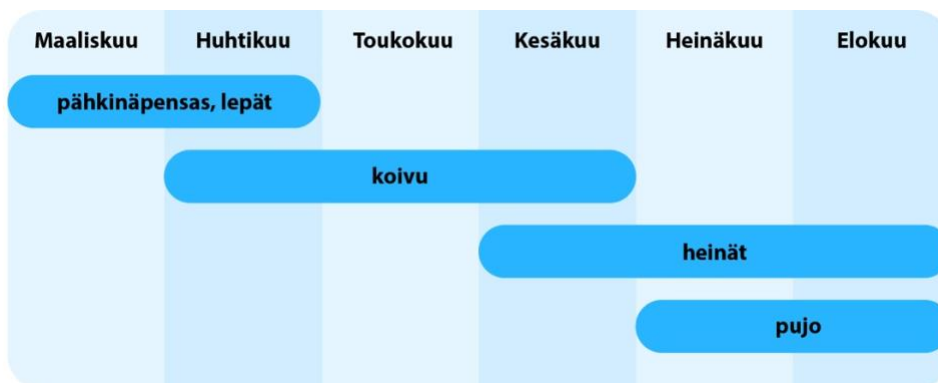 Maaliskuu Huhtikuu Toukokuu Kesäkuu Heinäkuu Elokuu
pähkinäpensas, lepät
koivu
heinät
pujo